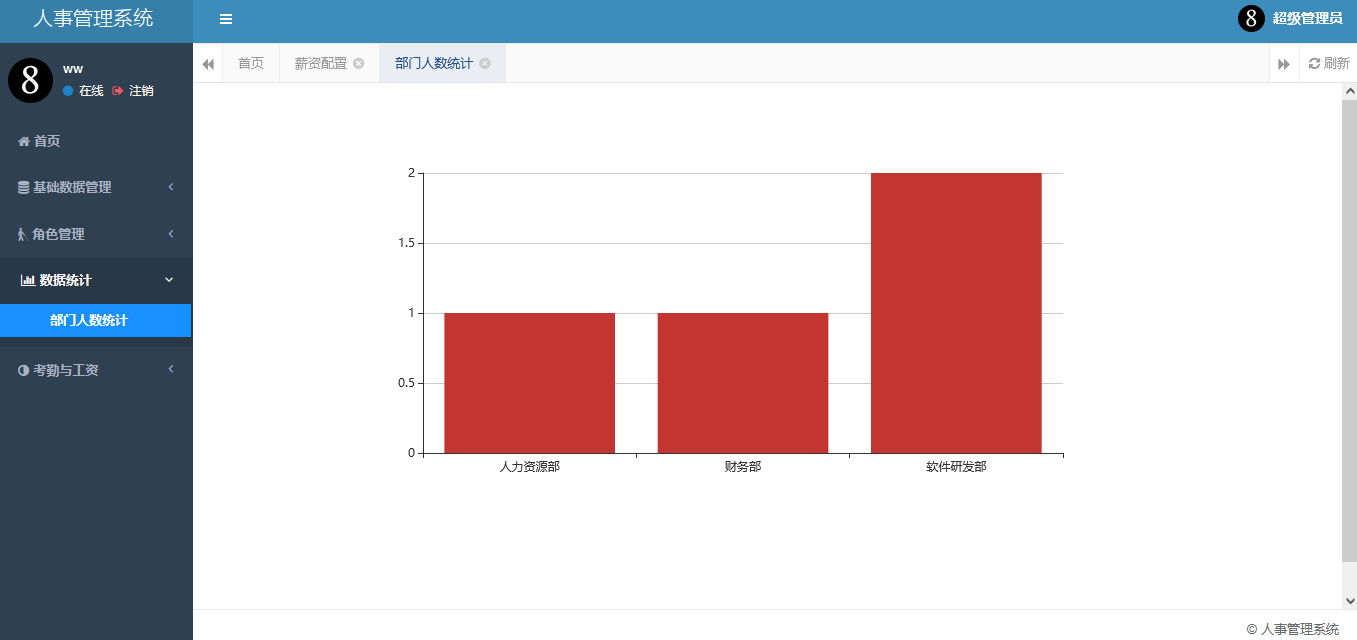 人事管理系统
超级管理员
ww
在线 注销
首页
基础数据管理
角色管理
数据统计
部门人数统计
考勤与工资
首页 薪资配置 部门人数统计 刷新
2
1.5
1
0.5
0
人力资源部 财务部 软件研发部
© 人事管理系统